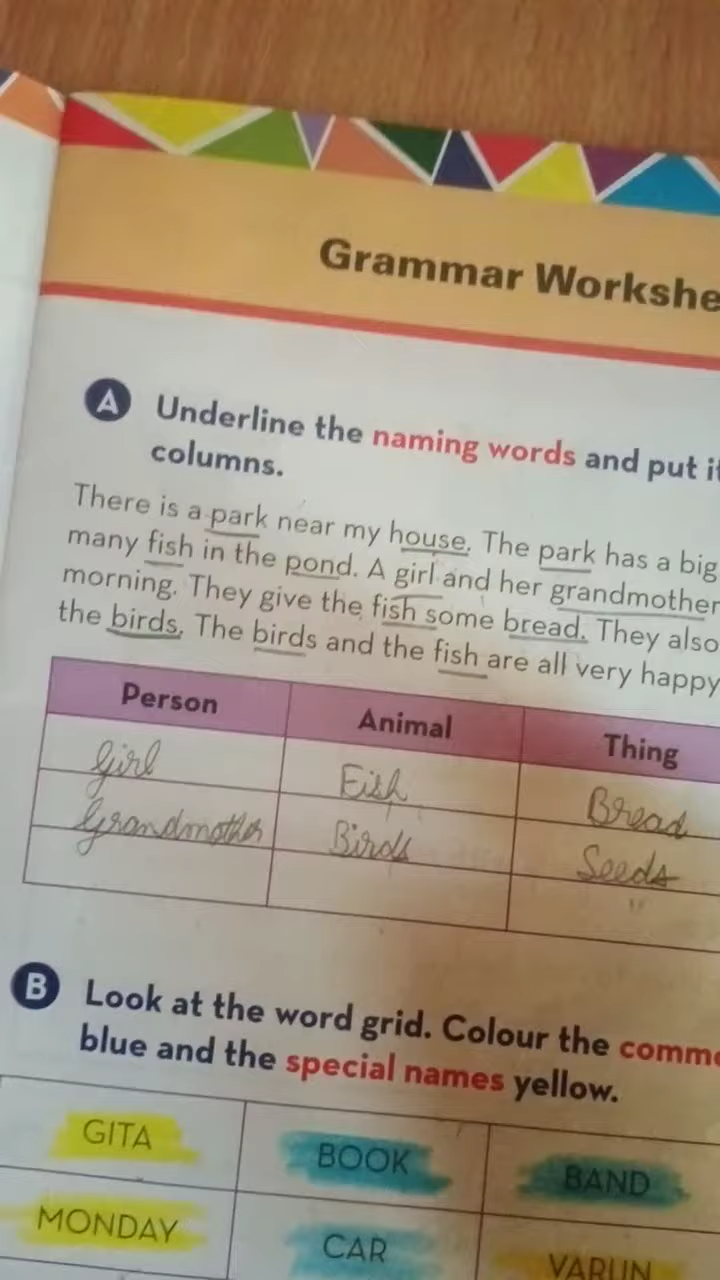 Grammar Workshe
A Underline the naming words and put it
columns.
There is a park near my house. The park has a big
many fish in the pond. A girl and her grandmother
morning. They give the fish some bread. They also
the birds. The birds and the fish are all very happy
Person Animal Thing
Girl Fish Bread
Grandmother Birds Seeds
B Look at the word grid. Colour the commo
blue and the special names yellow.
GITA BOOK BAND
MONDAY CAR VARUN